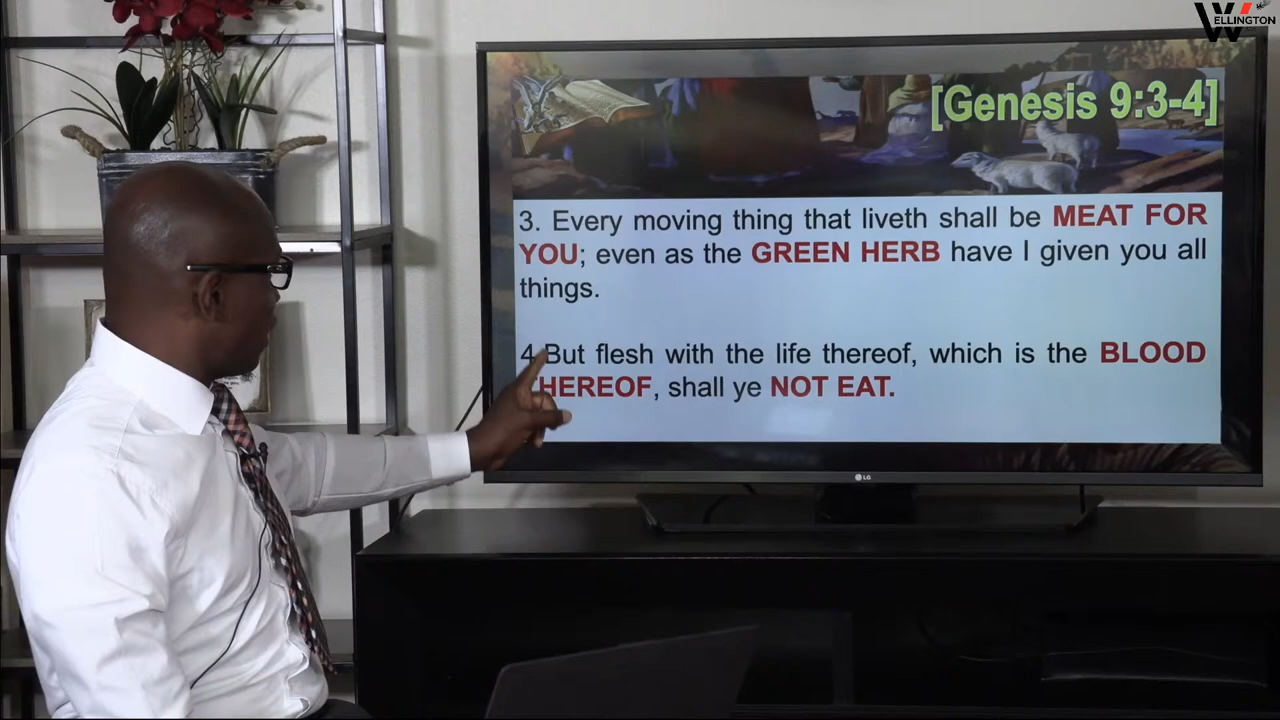 WELLINGTON
[Genesis 9:3-4]
3. Every moving thing that liveth shall be MEAT FOR
YOU; even as the GREEN HERB have I given you all
things.
4.But flesh with the life thereof, which is the BLOOD
HEREOF, shall ye NOT EAT.
LG